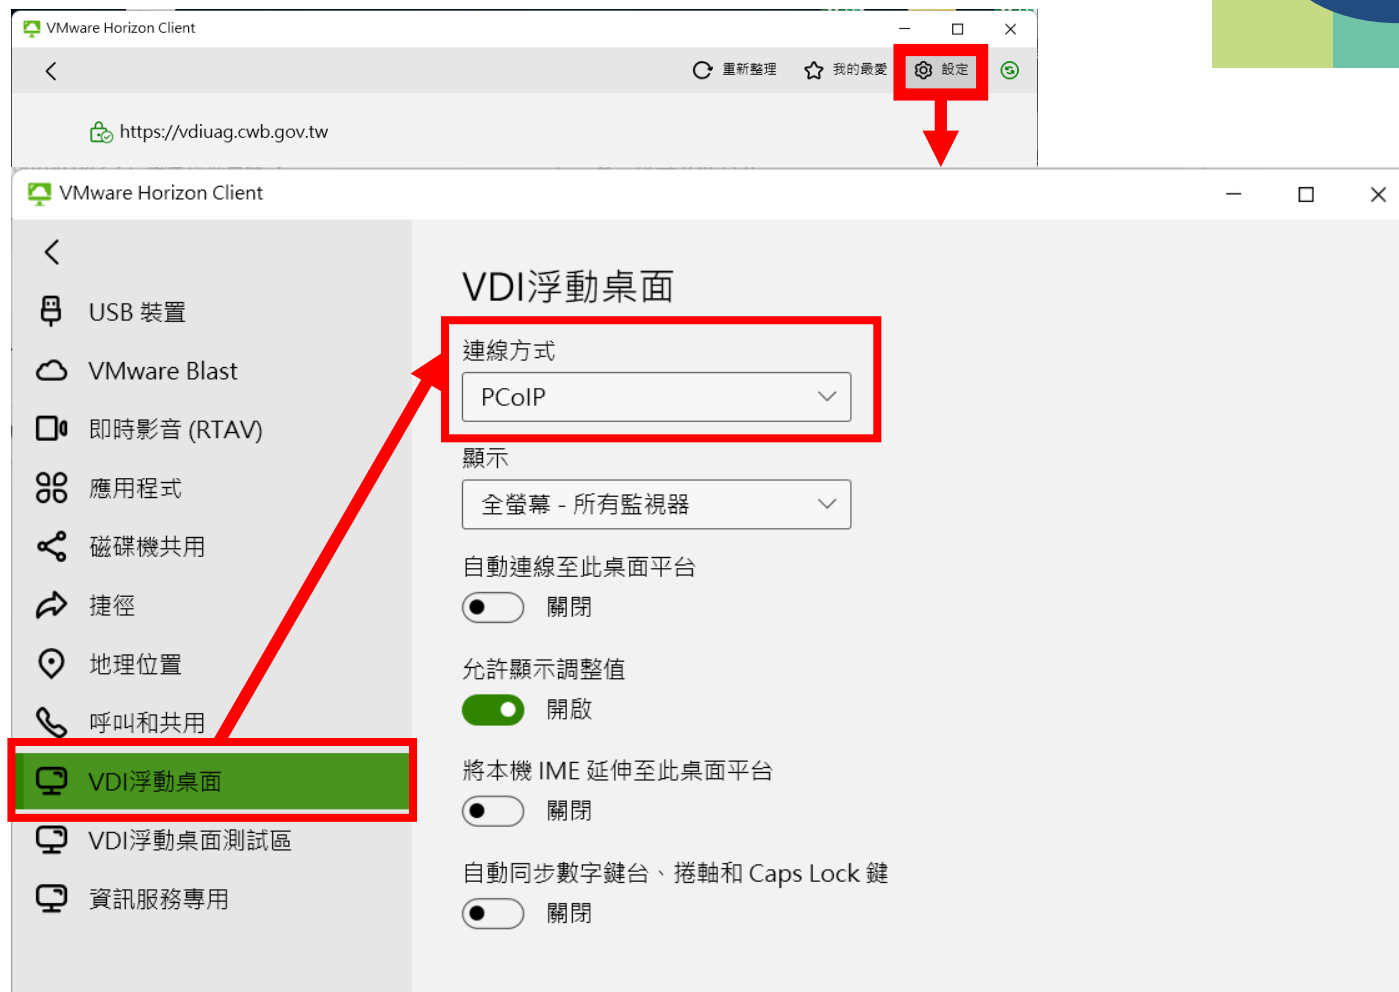 VMware Horizon Client
重新整理
我的最愛
設定
https://vdiuag.cwb.gov.tw
VMware Horizon Client
USB 裝置
VMware Blast
即時影音 (RTAV)
應用程式
磁碟機共用
捷徑
地理位置
呼叫和共用
VDI浮動桌面
VDI浮動桌面測試區
資訊服務專用
VDI浮動桌面
連線方式
PCoIP
顯示
全螢幕 - 所有監視器
自動連線至此桌面平台
關閉
允許顯示調整值
開啟
將本機 IME 延伸至此桌面平台
關閉
自動同步數字鍵台、捲軸和 Caps Lock 鍵
關閉